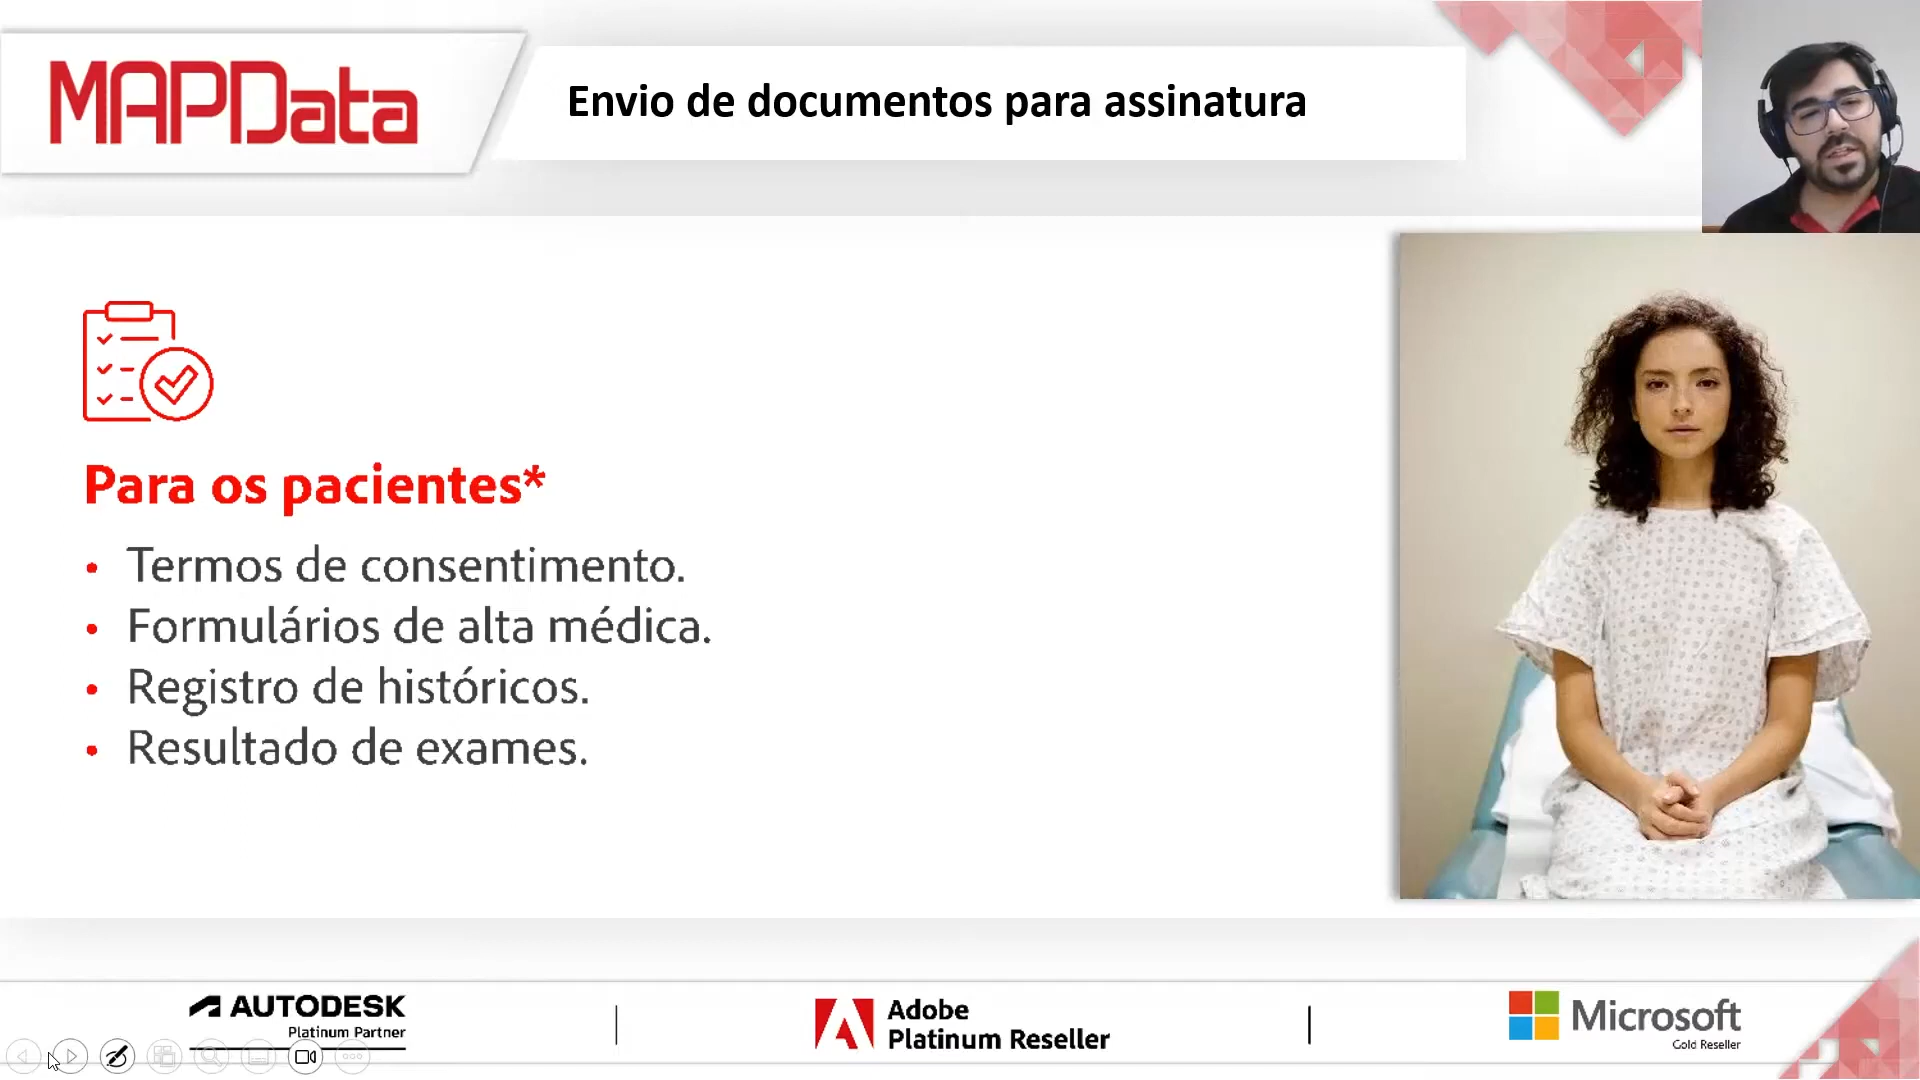 MAPData
Envio de documentos para assinatura
Para os pacientes*
• Termos de consentimento.
• Formulários de alta médica.
• Registro de históricos.
• Resultado de exames.
AUTODESK
Platinum Partner
Adobe
Platinum Reseller
Microsoft
Gold Reseller